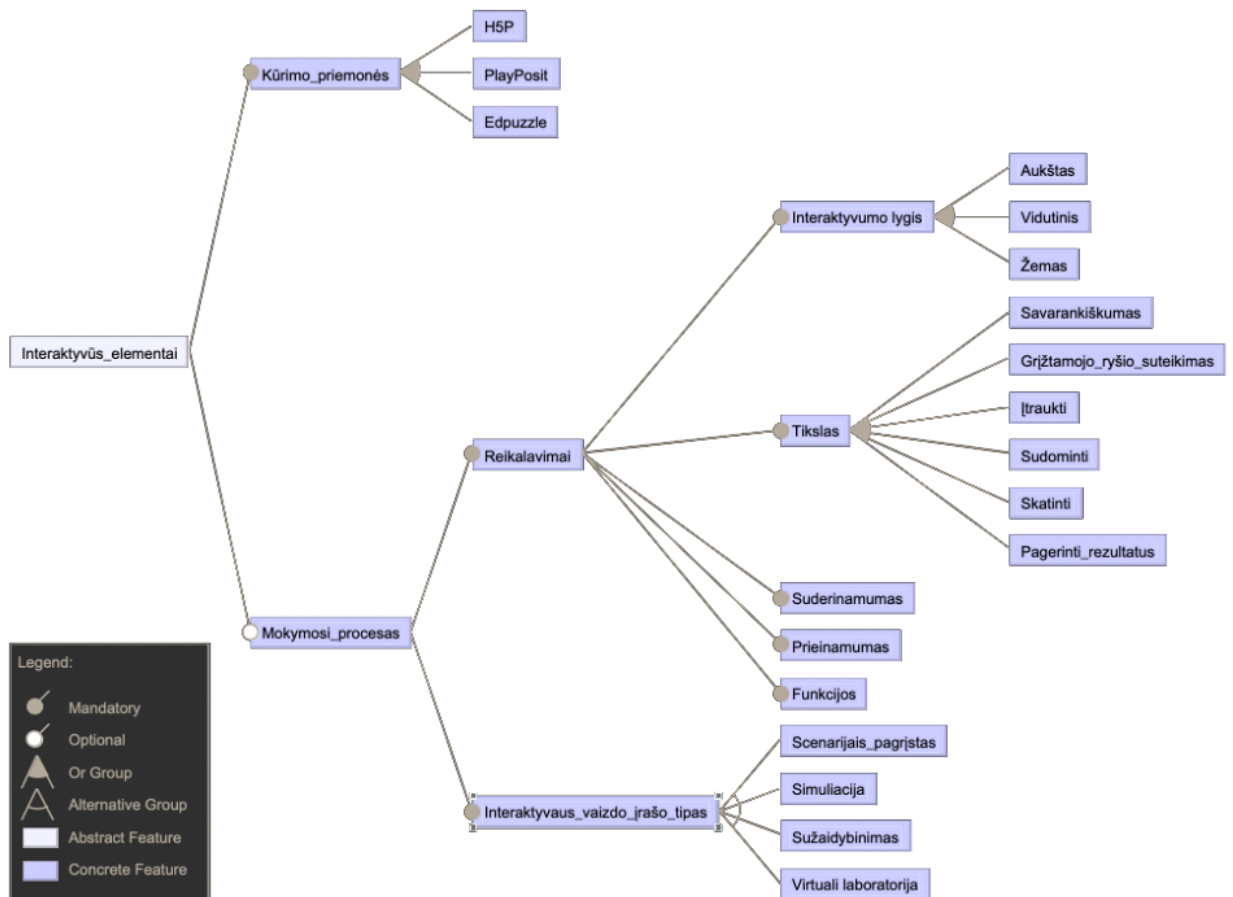 H5P
Kūrimo_priemonės
PlayPosit
Edpuzzle
Aukštas
Interaktyvumo lygis
Vidutinis
Žemas
Savarankiškumas
Interaktyvūs_elementai
Grįžtamojo_ryšio_suteikimas
Įtraukti
Tikslas
Reikalavimai
Sudominti
Skatinti
Pagerinti_rezultatus
Suderinamumas
Mokymosi_procesas
Prieinamumas
Funkcijos
Scenarijais_pagrįstas
Simuliacija
Interaktyvaus_vaizdo_įrašo_tipas
Sužaidybinimas
Virtuali laboratorija
Legend:
Mandatory
Optional
Or Group
Alternative Group
Abstract Feature
Concrete Feature